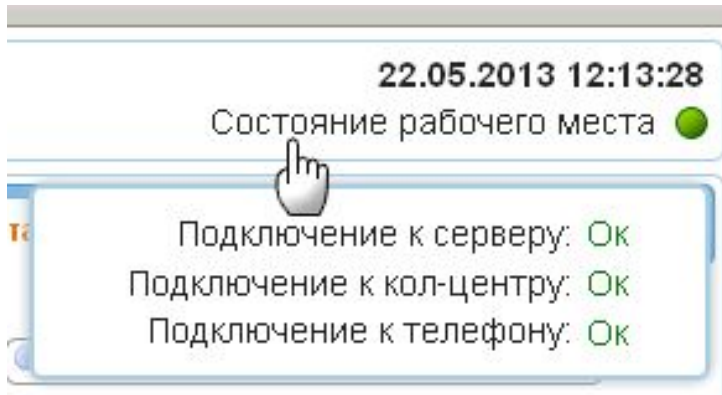 22.05.2013 12:13:28
Состояние рабочего места
Подключение к серверу: Ок
Подключение к кол-центру: Ок
Подключение к телефону: Ок